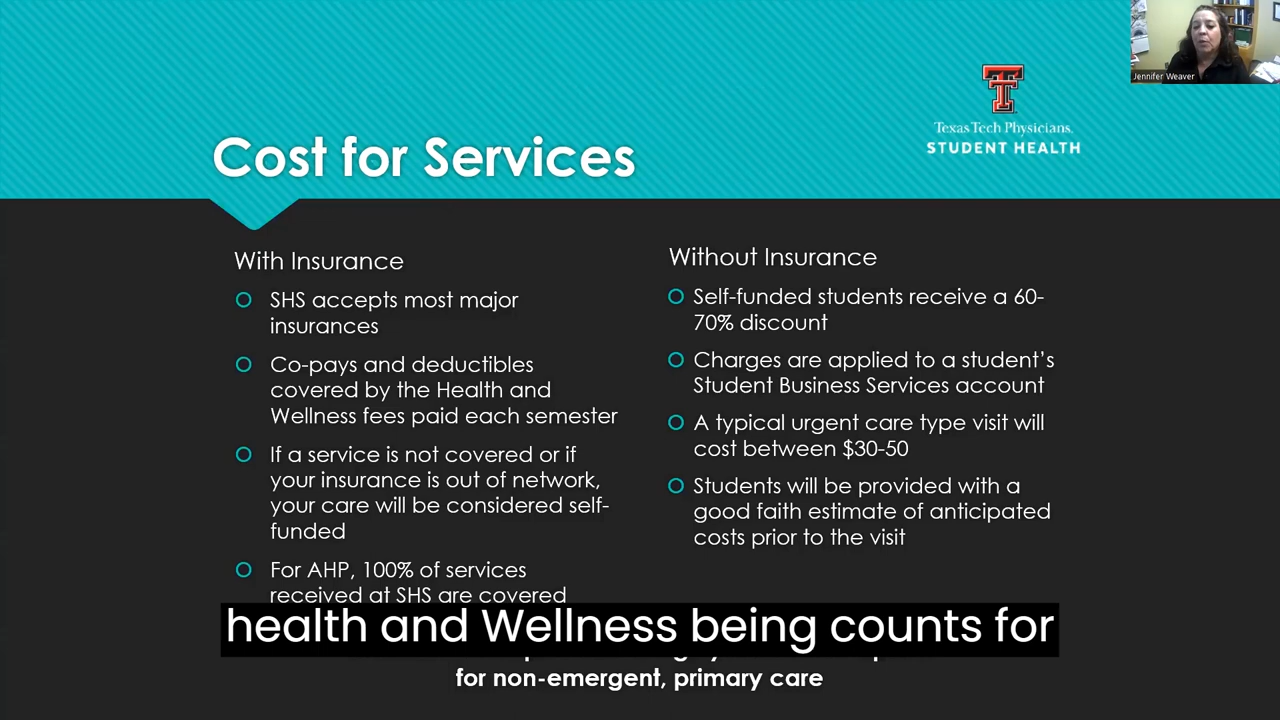 Jennifer Weaver
T
Texas Tech Physicians.
STUDENT HEALTH
Cost for Services
With Insurance
SHS accepts most major
insurances
Co-pays and deductibles
covered by the Health and
Wellness fees paid each semester
If a service is not covered or if
your insurance is out of network,
your care will be considered self-
funded
For AHP, 100% of services
received at SHS are covered
Without Insurance
Self-funded students receive a 60-
70% discount
Charges are applied to a student’s
Student Business Services account
A typical urgent care type visit will
cost between $30-50
Students will be provided with a
good faith estimate of anticipated
costs prior to the visit
health and Wellness being counts for
for non-emergent, primary care